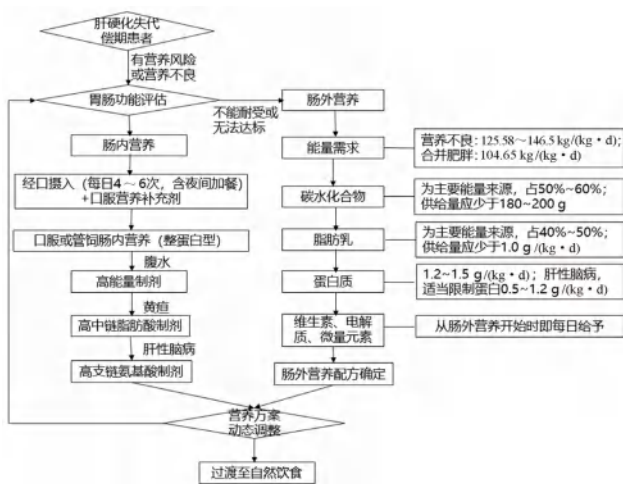 肝硬化失代
偿期患者
有营养风险
或营养不良
胃肠功能评估
不能耐受或
无法达标
肠内营养
经口摄入（每日4～6次，含夜间加餐）
+口服营养补充剂
口服或管饲肠内营养（整蛋白型）
腹水
高能量制剂
黄疸
高中链脂肪酸制剂
肝性脑病
高支链氨基酸制剂
肠外营养
能量需求
营养不良：125.58～146.5 kg/(kg·d)；
合并肥胖：104.65 kg/(kg·d)
碳水化合物
为主要能量来源，占50%~60%；
供给量应少于180~200 g
脂肪乳
为主要能量来源，占40%~50%；
供给量应少于1.0 g/(kg·d)
蛋白质
1.2~1.5 g/(kg·d)；肝性脑病，
适当限制蛋白0.5~1.2 g/(kg·d)
维生素、电解
质、微量元素
从肠外营养开始时即每日给予
肠外营养配方确定
营养方案
动态调整
过渡至自然饮食